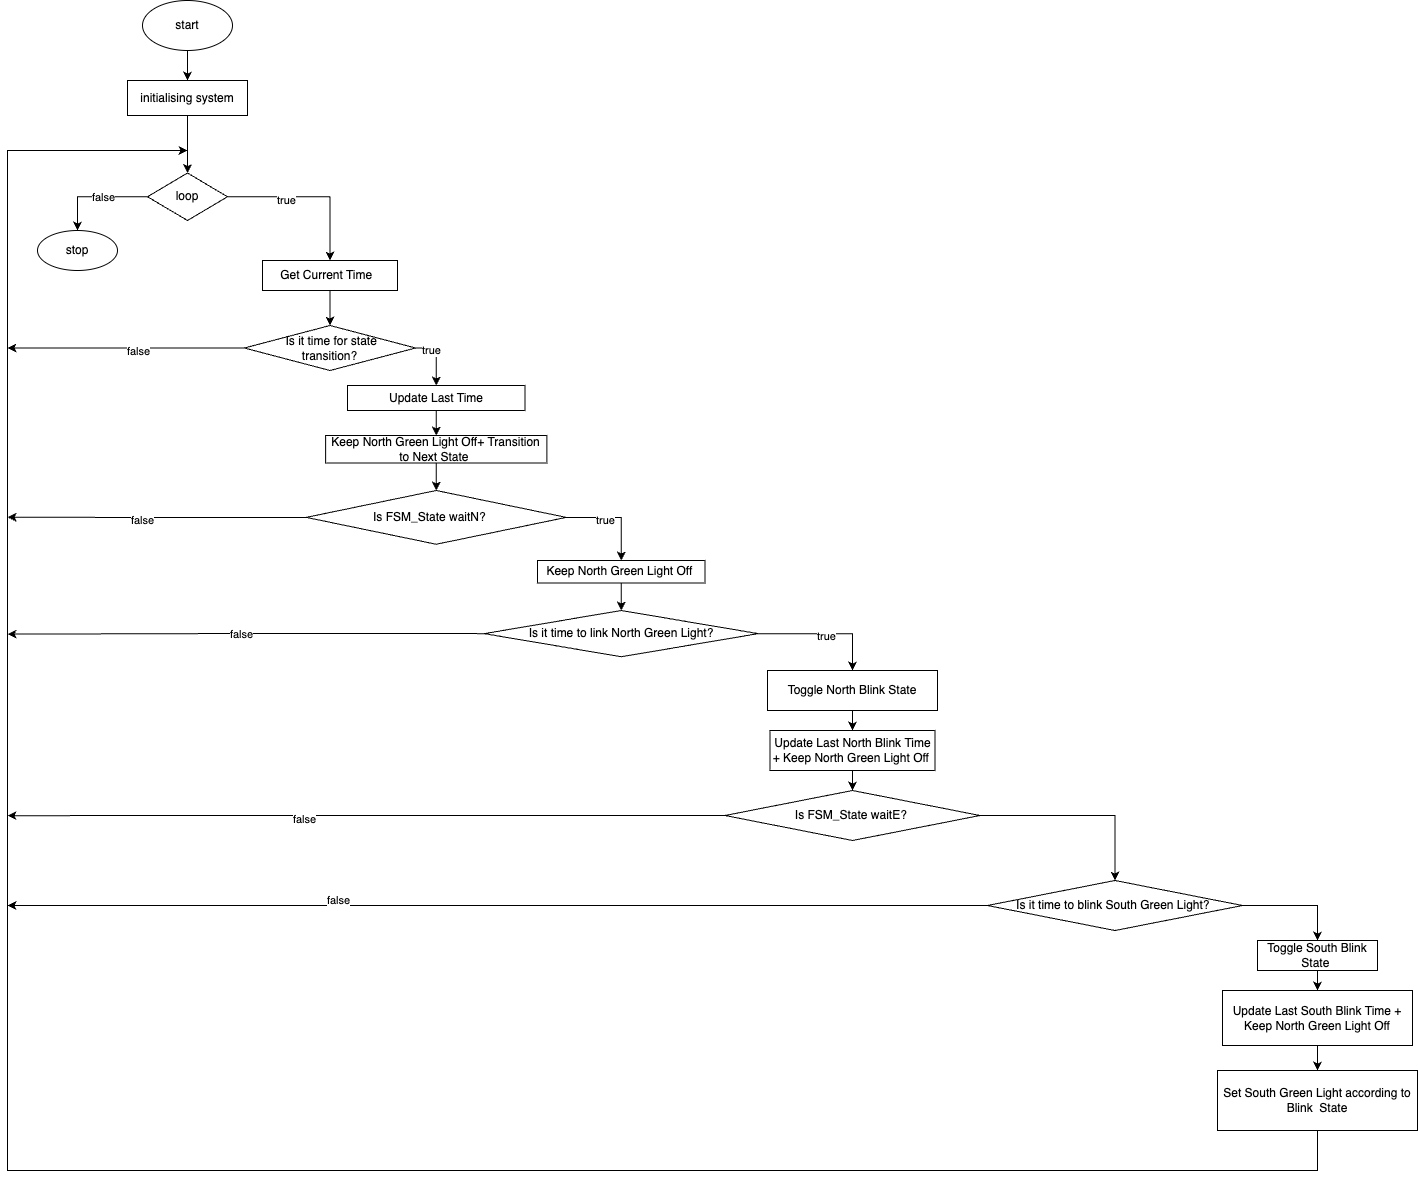 start
initialising system
loop
false
true
stop
Get Current Time
Is it time for state
transition?
false
true
Update Last Time
Keep North Green Light Off+ Transition
to Next State
Is FSM_State waitN?
false
true
Keep North Green Light Off
Is it time to link North Green Light?
false
true
Toggle North Blink State
Update Last North Blink Time
+ Keep North Green Light Off
Is FSM_State waitE?
false
Is it time to blink South Green Light?
false
Toggle South Blink
State
Update Last South Blink Time +
Keep North Green Light Off
Set South Green Light according to
Blink State